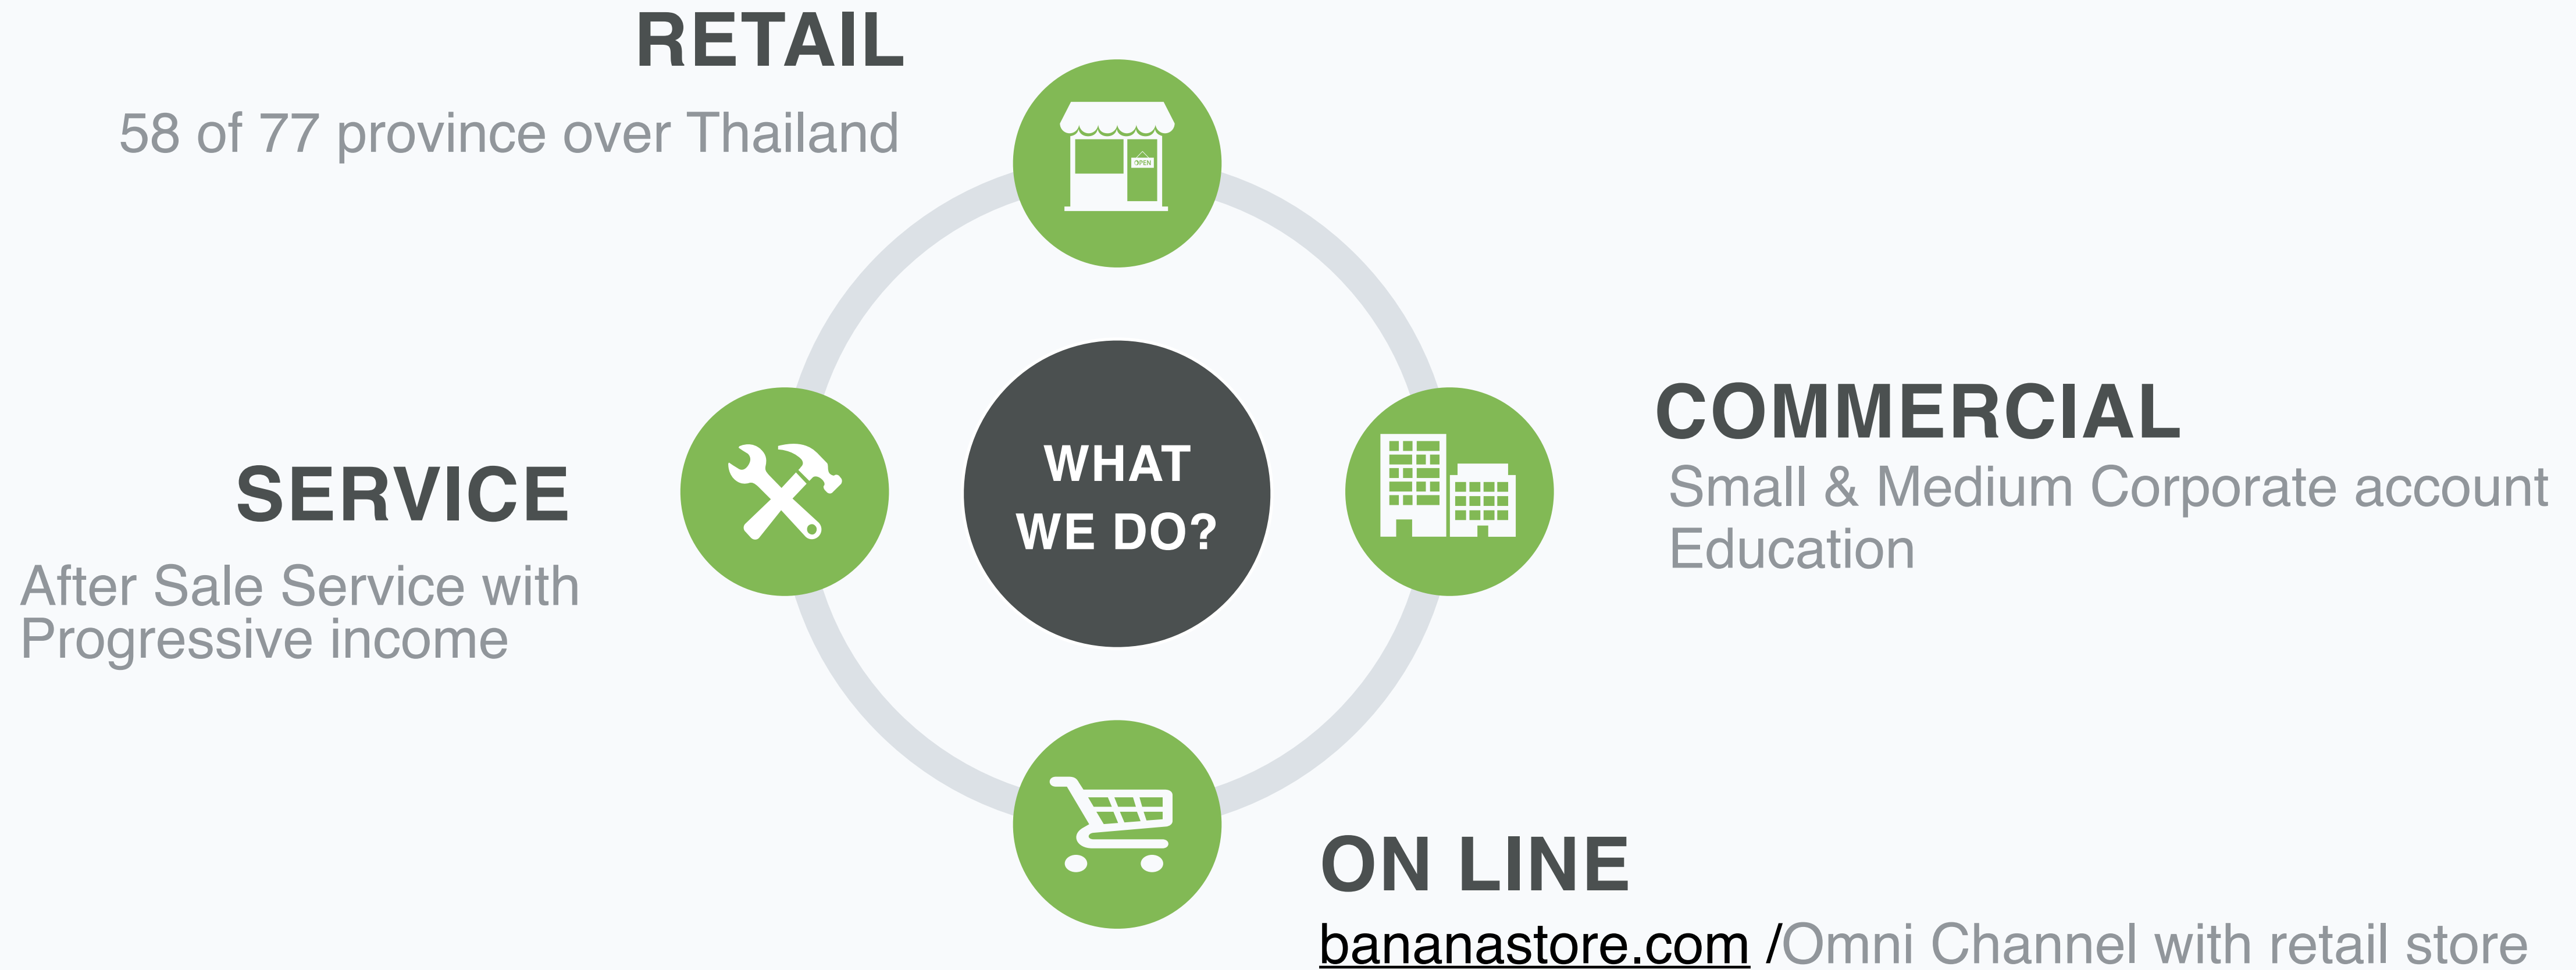 RETAIL
58 of 77 province over Thailand
OPEN
WHAT
WE DO?
COMMERCIAL
Small & Medium Corporate account
Education
SERVICE
After Sale Service with
Progressive income
ON LINE
bananastore.com /Omni Channel with retail store